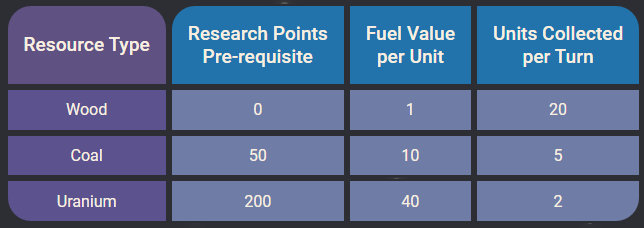 Resource Type
Research Points
Pre-requisite
Fuel Value
per Unit
Units Collected
per Turn
Wood 0 1 20
Coal 50 10 5
Uranium 200 40 2